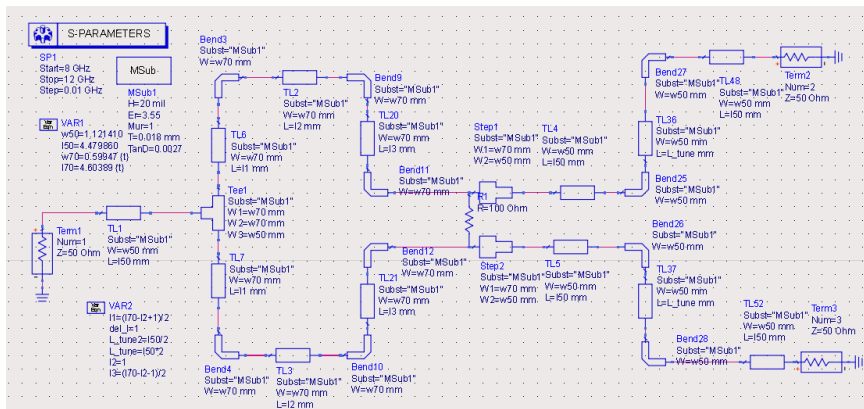 S-PARAMETERS
SP1
Start=8 GHz
Stop=12 GHz
Step=0.01 GHz
MSub
MSub1
H=20 mil
Er=3.55
Mur=1
T=0.018 mm
TanD=0.0027
Var
Eqn
VAR1
w50=1.121410
l50=4.479860
w70=0.59947 {t}
l70=4.60389 {t}
Bend3
Subst="MSub1"
W=w70 mm
TL2
Subst="MSub1"
W=w70 mm
L=l2 mm
Bend9
Subst="MSub1"
W=w70 mm
TL6
Subst="MSub1"
W=w70 mm
L=l1 mm
TL20
Subst="MSub1"
W=w70 mm
L=l3 mm
Bend11
Subst="MSub1"
W=w70 mm
Step1
Subst="MSub1"
W1=w70 mm
W2=w50 mm
TL4
Subst="MSub1"
W=w50 mm
L=l50 mm
Bend27
Subst="MSub1"
W=w50 mm
TL48
Subst="MSub1"
W=w50 mm
L=l50 mm
Term2
Num=2
Z=50 Ohm
TL36
Subst="MSub1"
W=w50 mm
L=L_tune mm
Bend25
Subst="MSub1"
W=w50 mm
Tee1
Subst="MSub1"
W1=w70 mm
W2=w70 mm
W3=w50 mm
R1
R=100 Ohm
Term1
Num=1
Z=50 Ohm
TL1
Subst="MSub1"
W=w50 mm
L=l50 mm
TL7
Subst="MSub1"
W=w70 mm
L=l1 mm
Bend12
Subst="MSub1"
W=w70 mm
TL21
Subst="MSub1"
W=w70 mm
L=l3 mm
Step2
Subst="MSub1"
W1=w70 mm
W2=w50 mm
TL5
Subst="MSub1"
W=w50 mm
L=l50 mm
Bend26
Subst="MSub1"
W=w50 mm
TL37
Subst="MSub1"
W=w50 mm
L=L_tune mm
Var
Eqn
VAR2
l1=(l70-l2+1)/2
del_l=1
L_tune2=l50/2
L_tune=l50*2
l2=1
l3=(l70-l2-1)/2
Bend4
Subst="MSub1"
W=w70 mm
TL3
Subst="MSub1"
W=w70 mm
L=l2 mm
Bend10
Subst="MSub1"
W=w70 mm
Bend28
Subst="MSub1"
W=w50 mm
TL52
Subst="MSub1"
W=w50 mm
L=l50 mm
Term3
Num=3
Z=50 Ohm